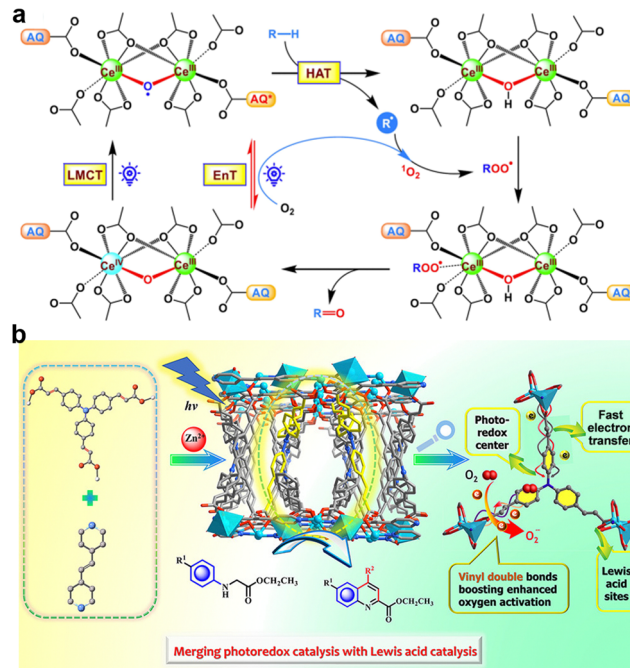 a
AQ
O
O
R—H
HAT
AQ
O
O
Ce III
Ce III
O
•
O
O
AQ*
R•
Ce III
Ce III
O
H
O
O
AQ
LMCT
EnT
¹O₂
ROO•
O₂
AQ
Ce IV
Ce III
O
AQ
R=O
AQ
ROO•
Ce III
Ce III
O
H
AQ
b
hν
Zn²
Photo-
redox
center
Fast
electron
transfer
O₂
e
O₂⁻
R¹
N
H
O
OCH₂CH₃
R²
R¹
N
O
OCH₂CH₃
Vinyl double bonds
boosting enhanced
oxygen activation
Lewis
acid
sites
Merging photoredox catalysis with Lewis acid catalysis